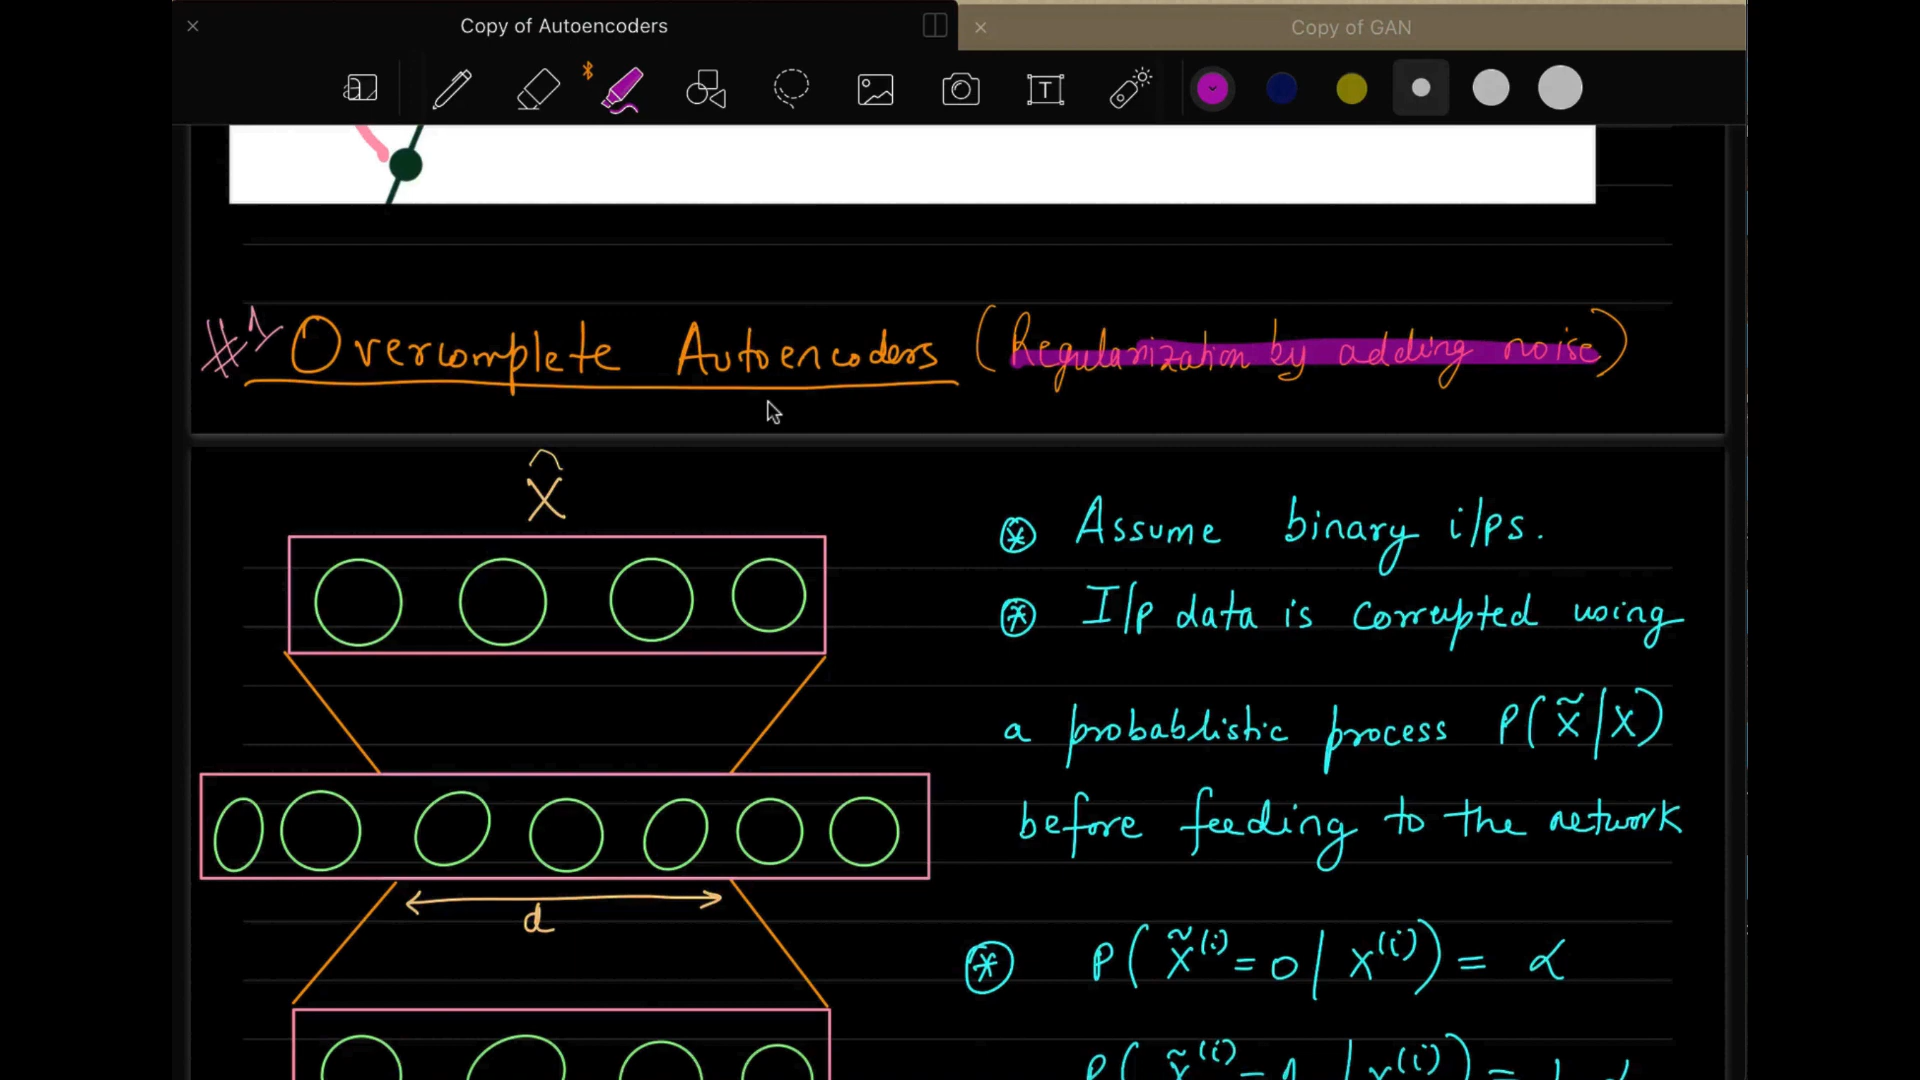 Copy of Autoencoders
Copy of GAN
#1 Overcomplete Autoencoders (Regularization by adding noise)
X̂
⊛ Assume binary i/ps.
⊛ I/p data is corrupted using
a probablistic process P(x̃|x)
before feeding to the network
d
⊛ P(x̃⁽ⁱ⁾=0|x⁽ⁱ⁾) = α